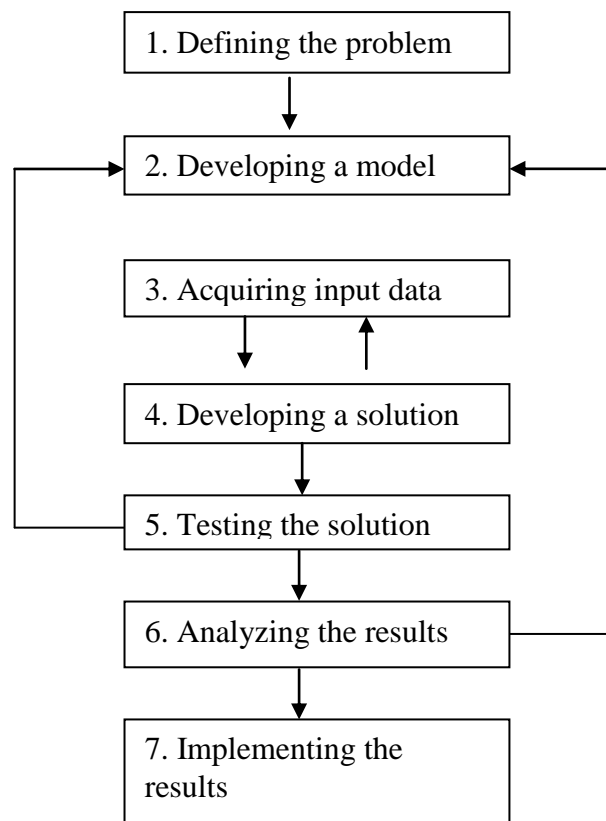 1. Defining the problem
2. Developing a model
3. Acquiring input data
4. Developing a solution
5. Testing the solution
6. Analyzing the results
7. Implementing the
results